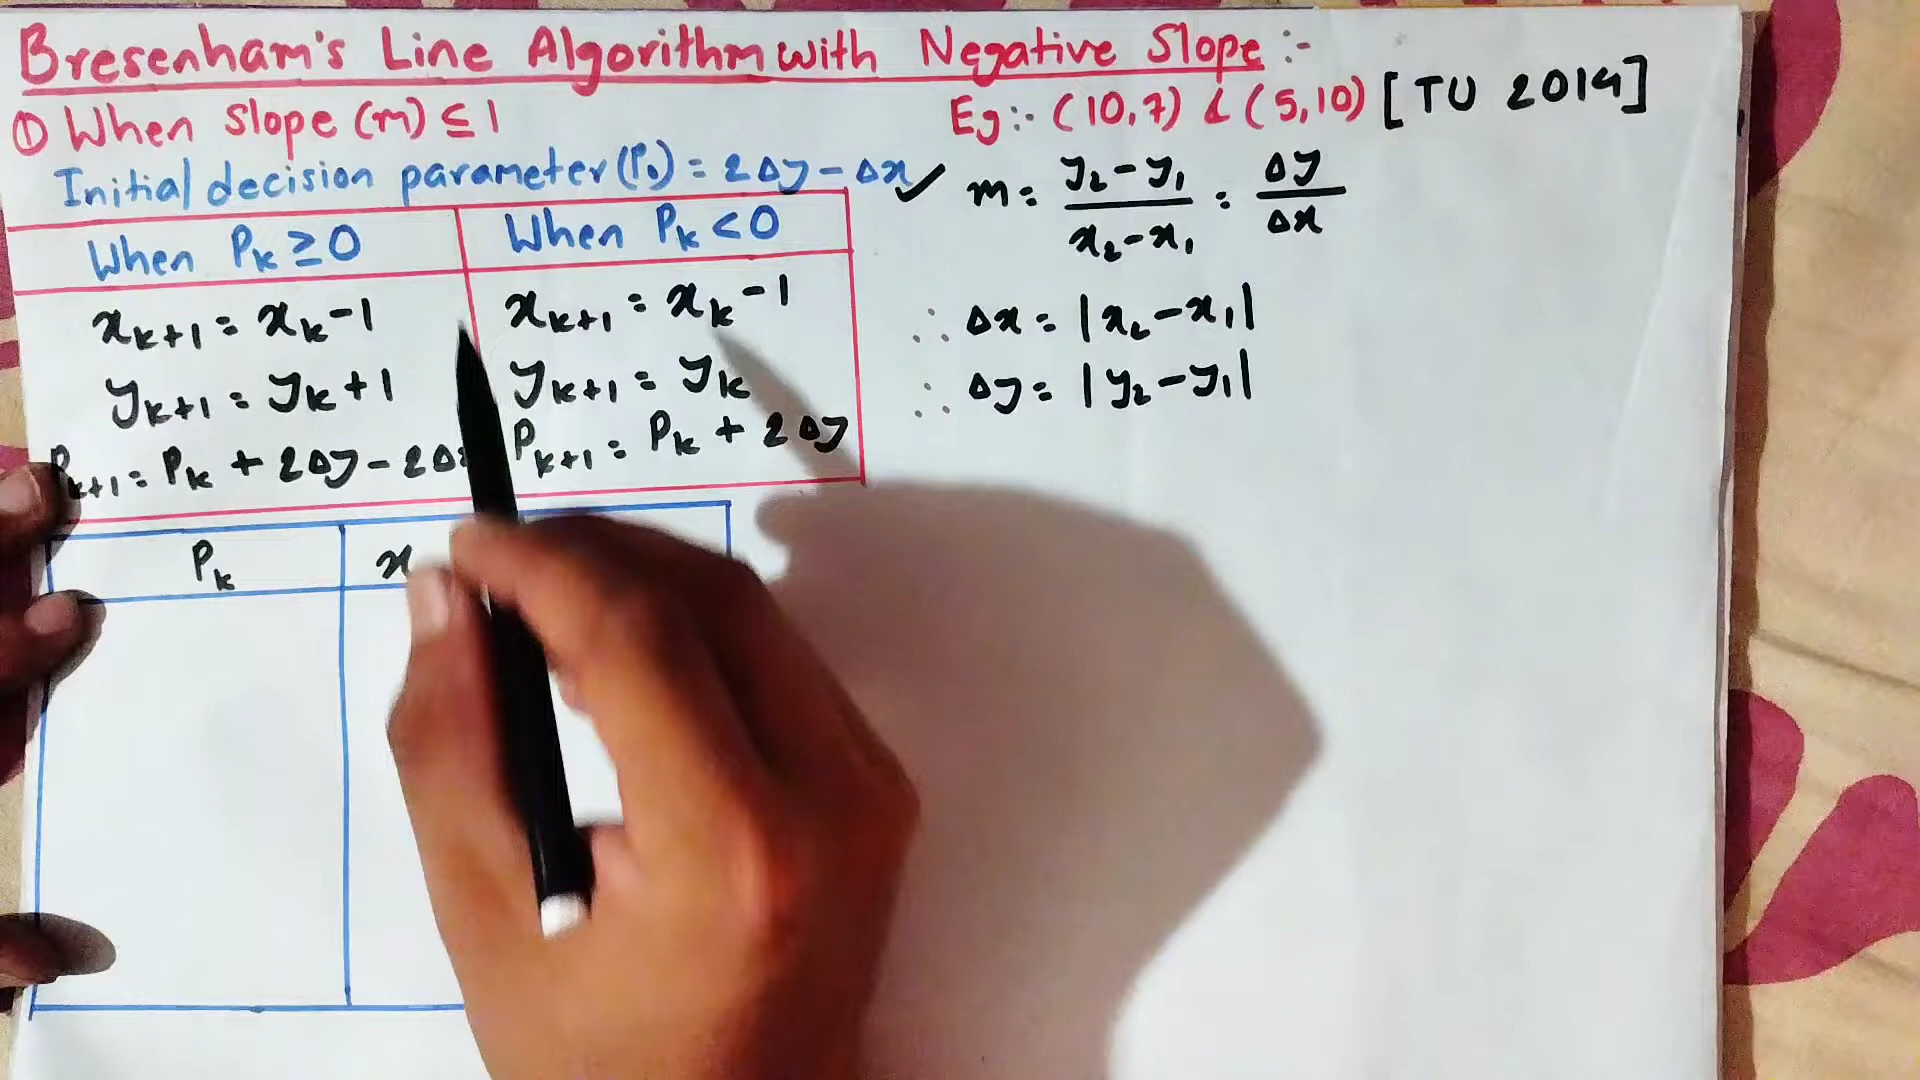 Bresenham's Line Algorithm with Negative Slope :-
① When Slope (m) ≤ 1
Initial decision parameter (P₀) = 2Δy - Δx ✓
When Pk ≥ 0
xk+1 = xk - 1
yk+1 = yk + 1
Pk+1 = Pk + 2Δy - 2Δx
When Pk < 0
xk+1 = xk - 1
yk+1 = yk
Pk+1 = Pk + 2Δy
Pk
x
Eg :- (10,7) & (5,10) [TU 2014]
m = y₂ - y₁ / x₂ - x₁ = Δy / Δx
∴ Δx = |x₂ - x₁|
∴ Δy = |y₂ - y₁|